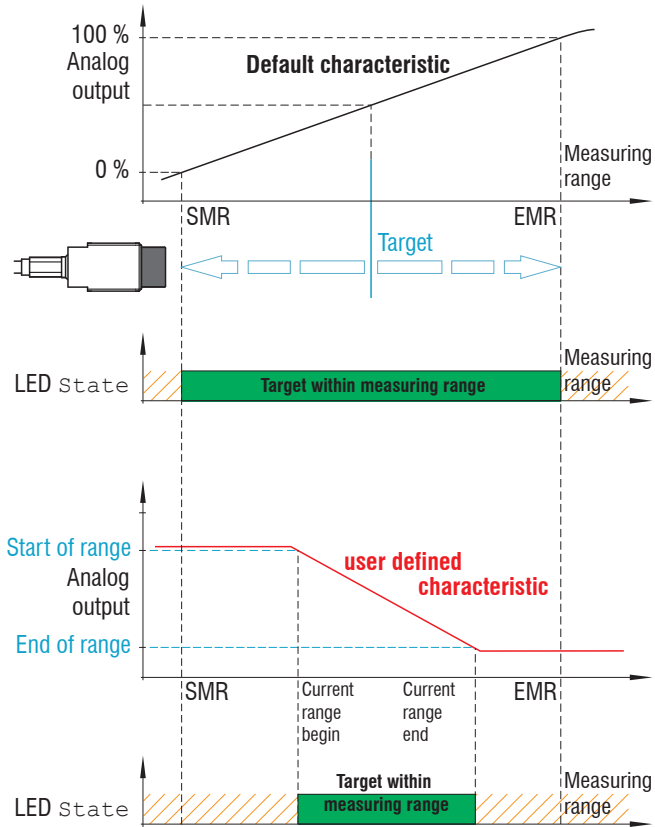 100 %
Analog
output
Default characteristic
0 %
Measuring
range
SMR
EMR
Target
LED State
Target within measuring range
Measuring
range
Start of range
Analog
output
user defined
characteristic
End of range
SMR
Current
range
begin
Current
range
end
EMR
LED State
Target within
measuring range
Measuring
range